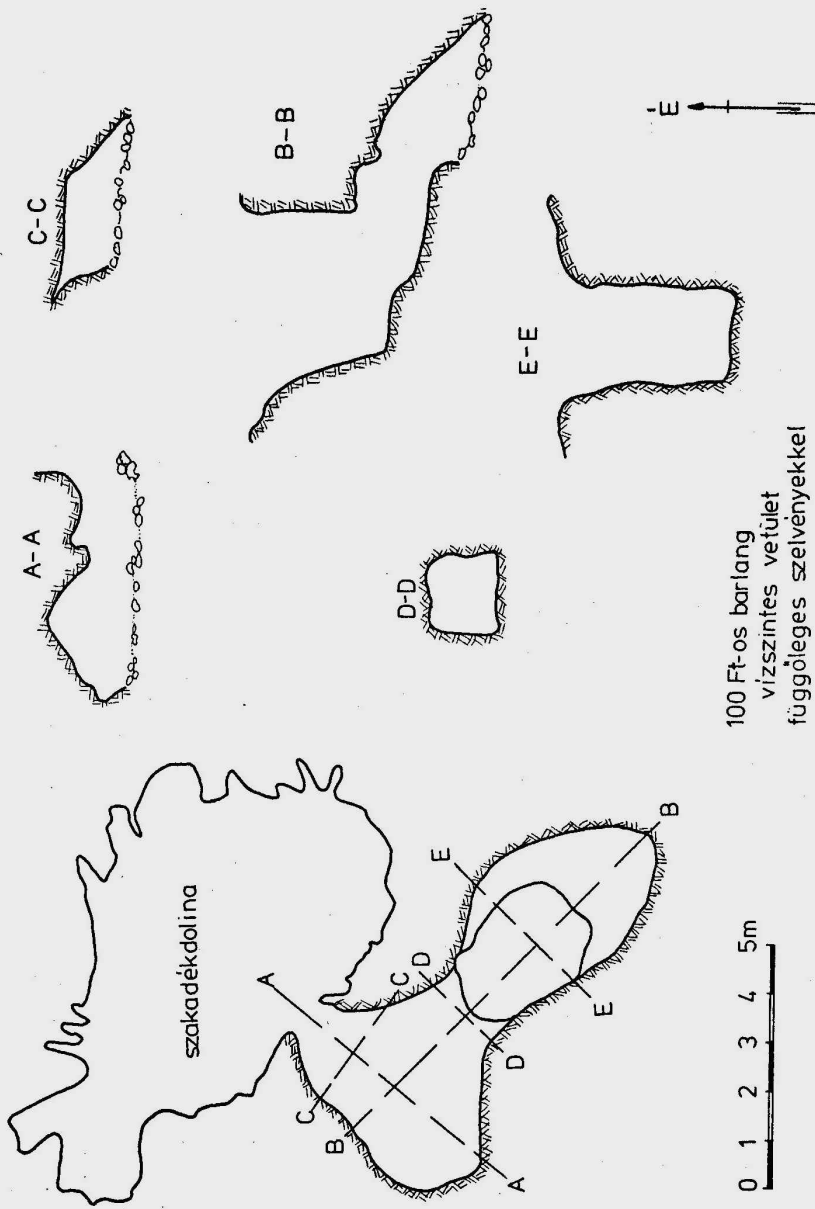 szakadékdolina
A
A
B
B
C
C
D
D
E
E
0 1 2 3 4 5m
A-A
C-C
B-B
D-D
E-E
É
100 Ft-os barlang
vízszintes vetület
függőleges szelvényekkel